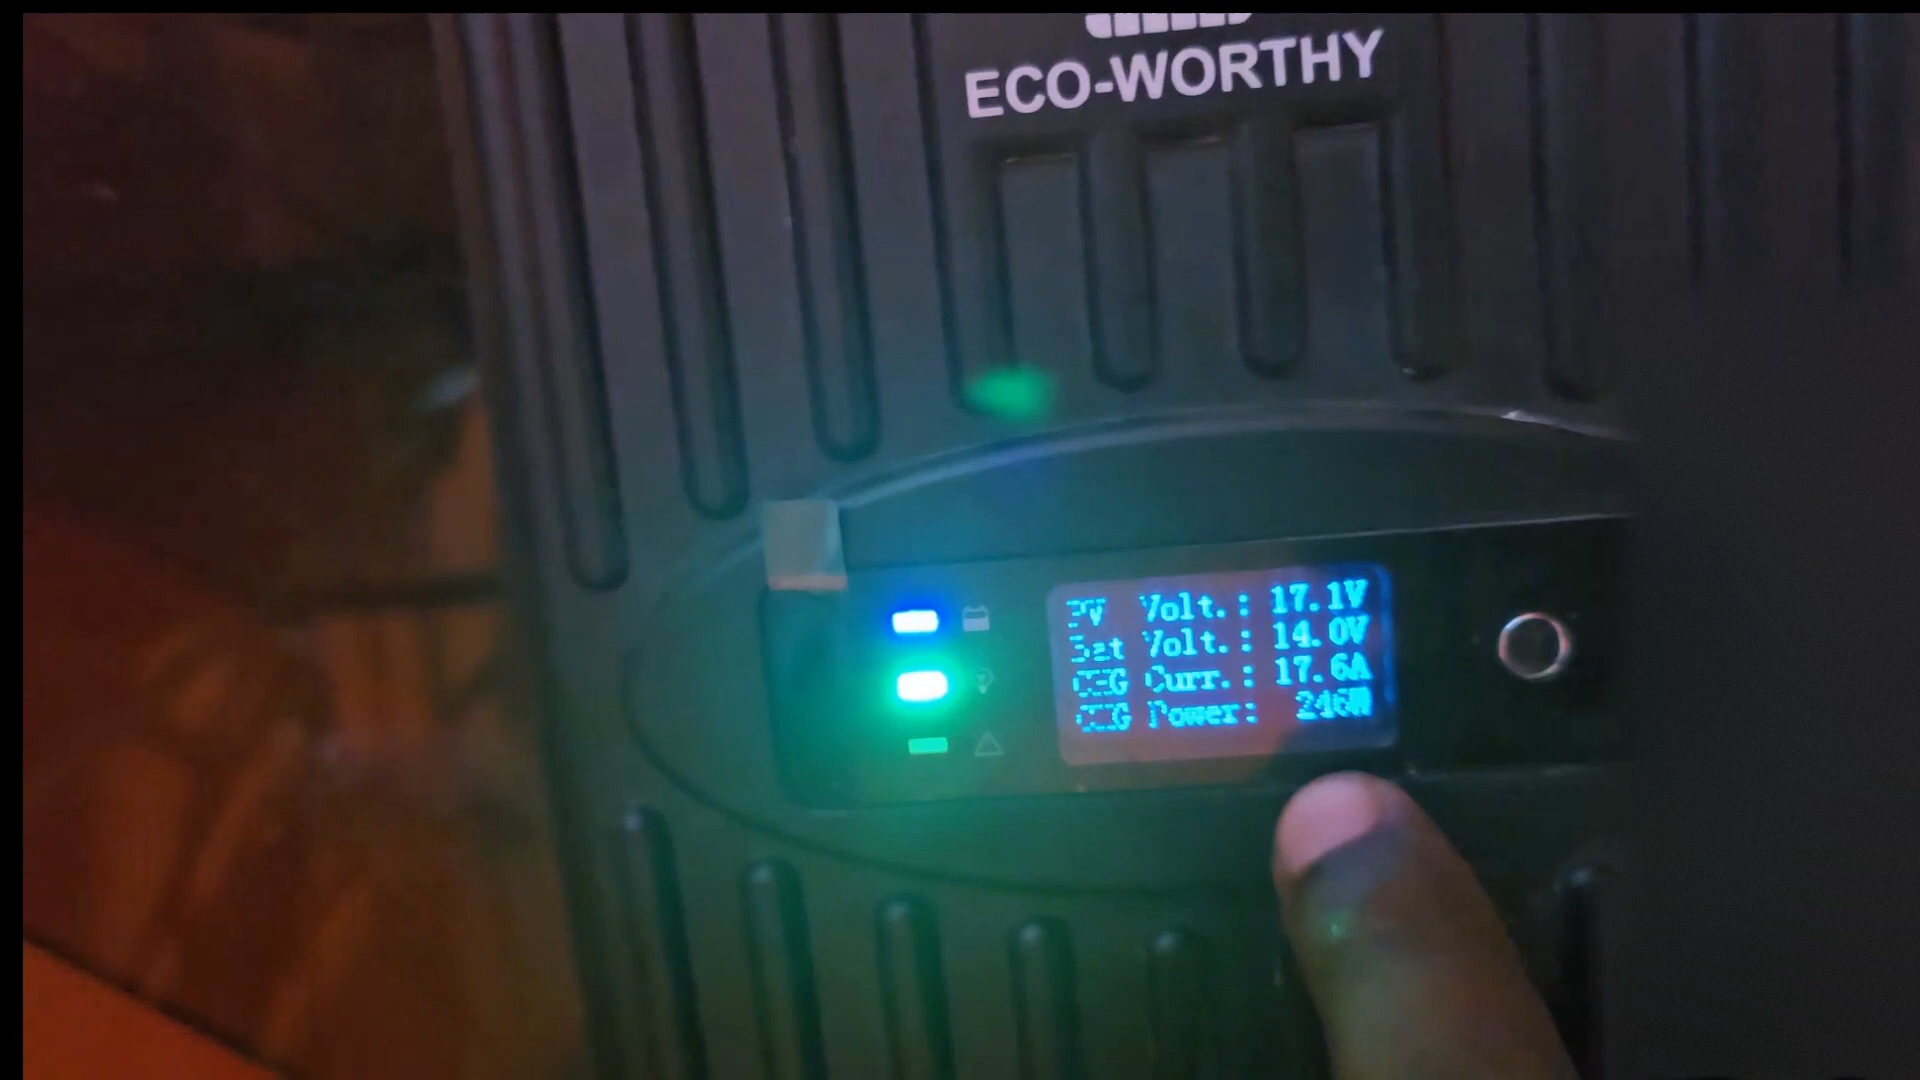 ECO-WORTHY
PV Volt.: 17.1V
Bat Volt.: 14.0V
CHG Curr.: 17.6A
CHG Power: 246W